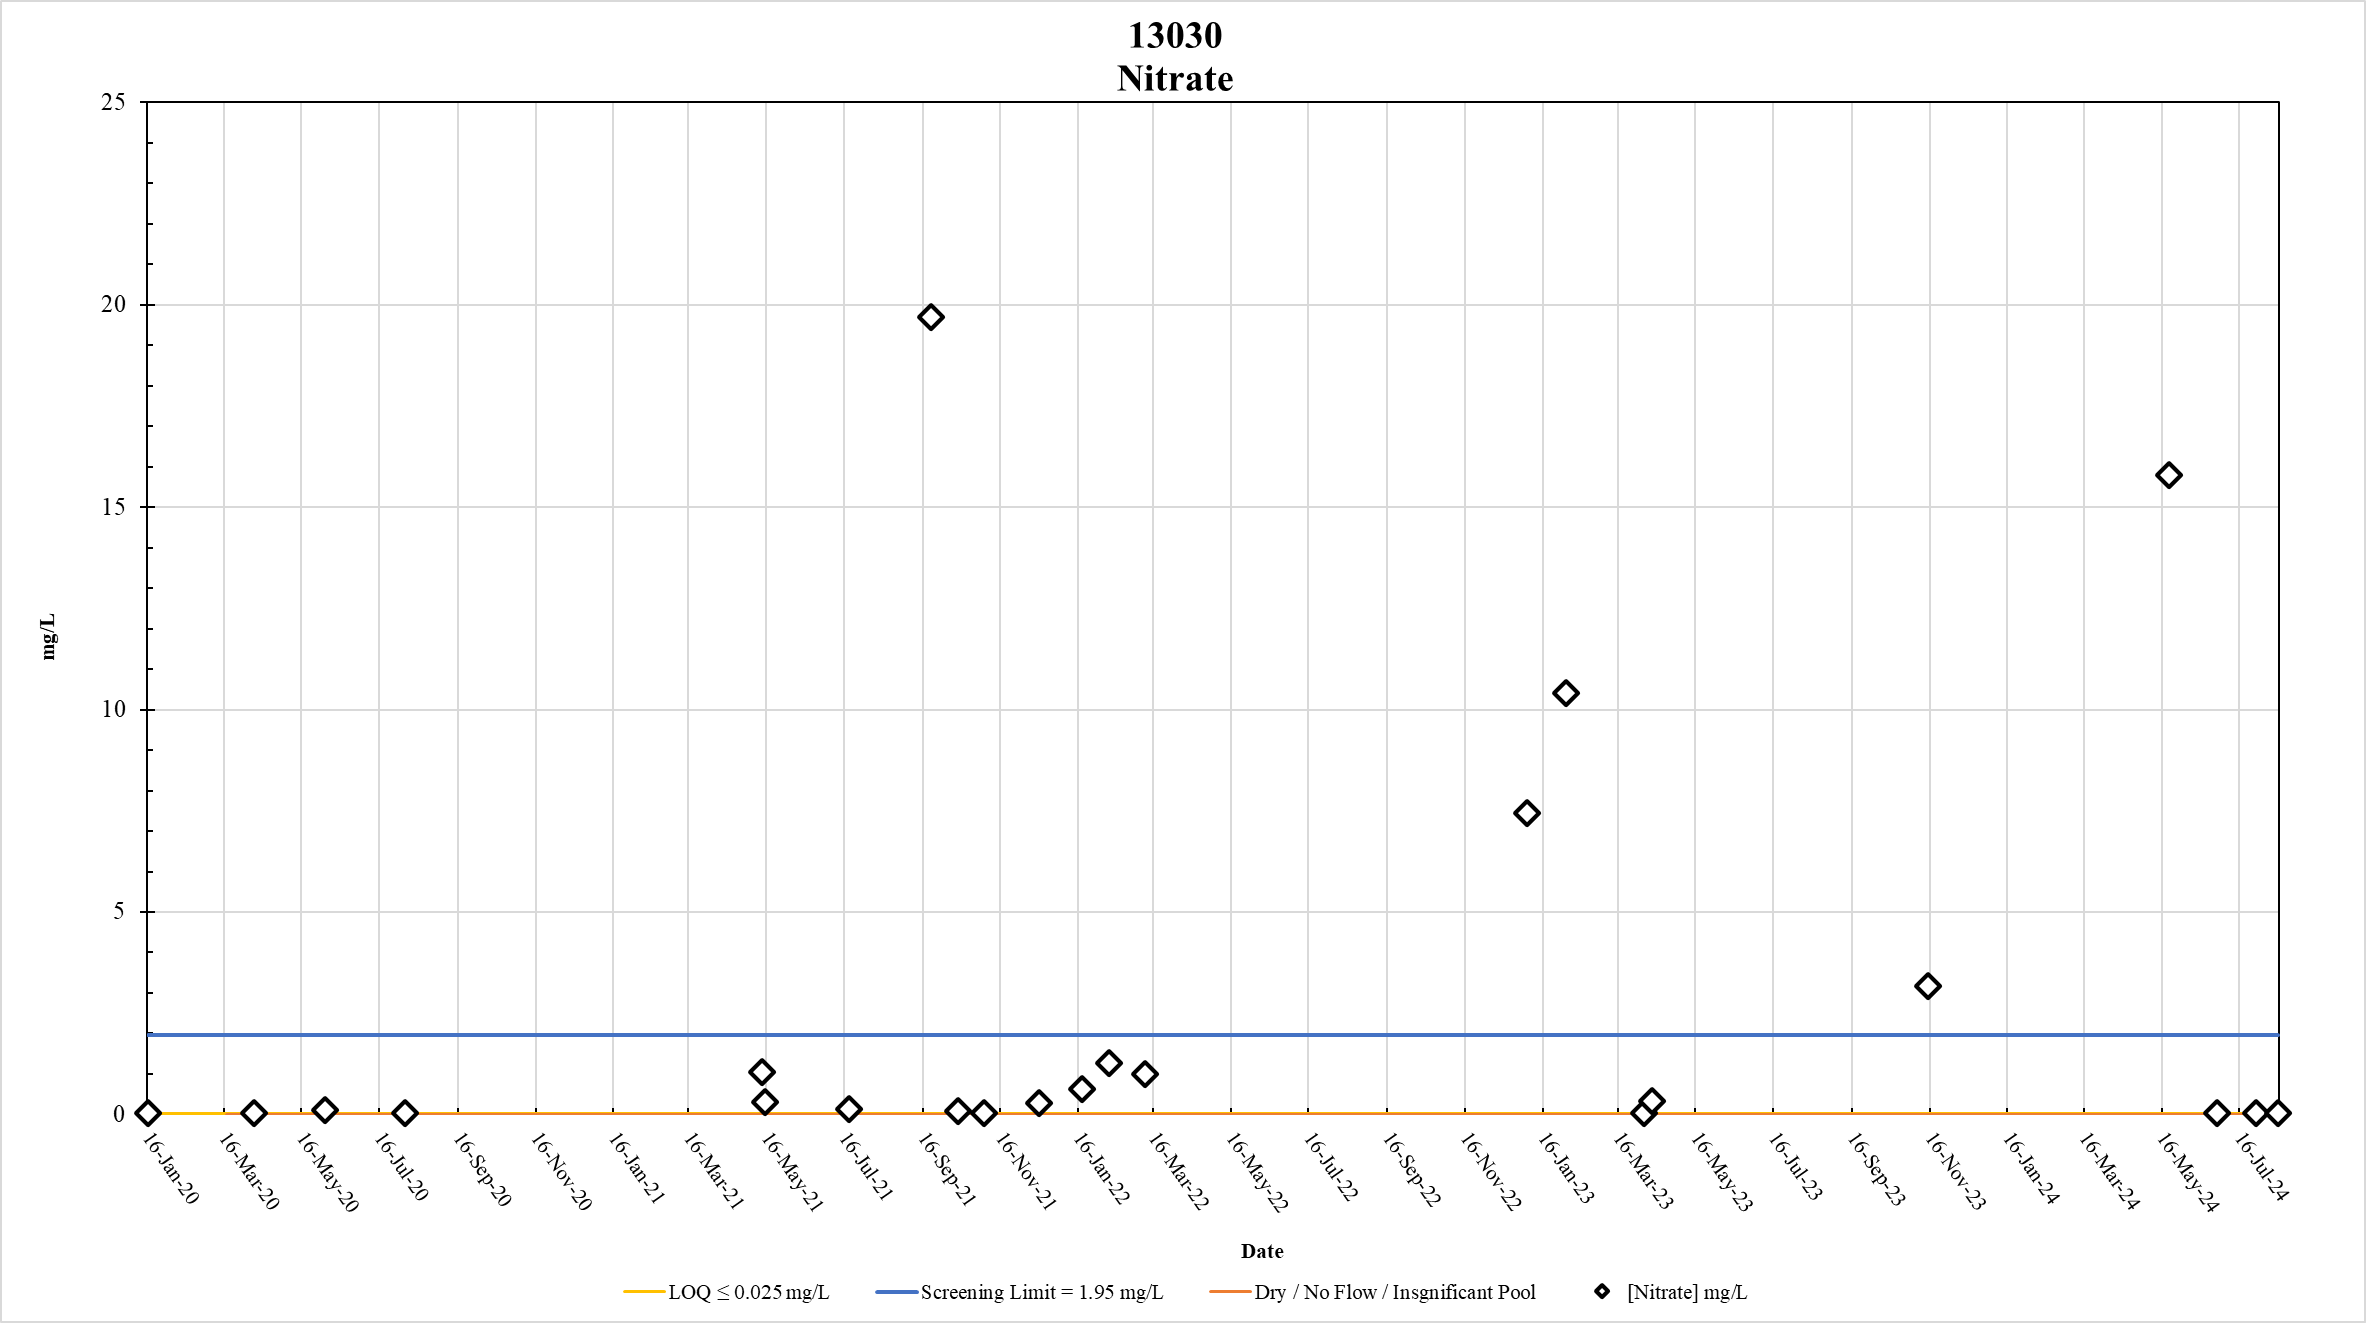 13030
Nitrate
25
20
15
10
5
0
mg/L
16-Jan-20
16-Mar-20
16-May-20
16-Jul-20
16-Sep-20
16-Nov-20
16-Jan-21
16-Mar-21
16-May-21
16-Jul-21
16-Sep-21
16-Nov-21
16-Jan-22
16-Mar-22
16-May-22
16-Jul-22
16-Sep-22
16-Nov-22
16-Jan-23
16-Mar-23
16-May-23
16-Jul-23
16-Sep-23
16-Nov-23
16-Jan-24
16-Mar-24
16-May-24
16-Jul-24
Date
LOQ ≤ 0.025 mg/L
Screening Limit = 1.95 mg/L
Dry / No Flow / Insgnificant Pool
[Nitrate] mg/L